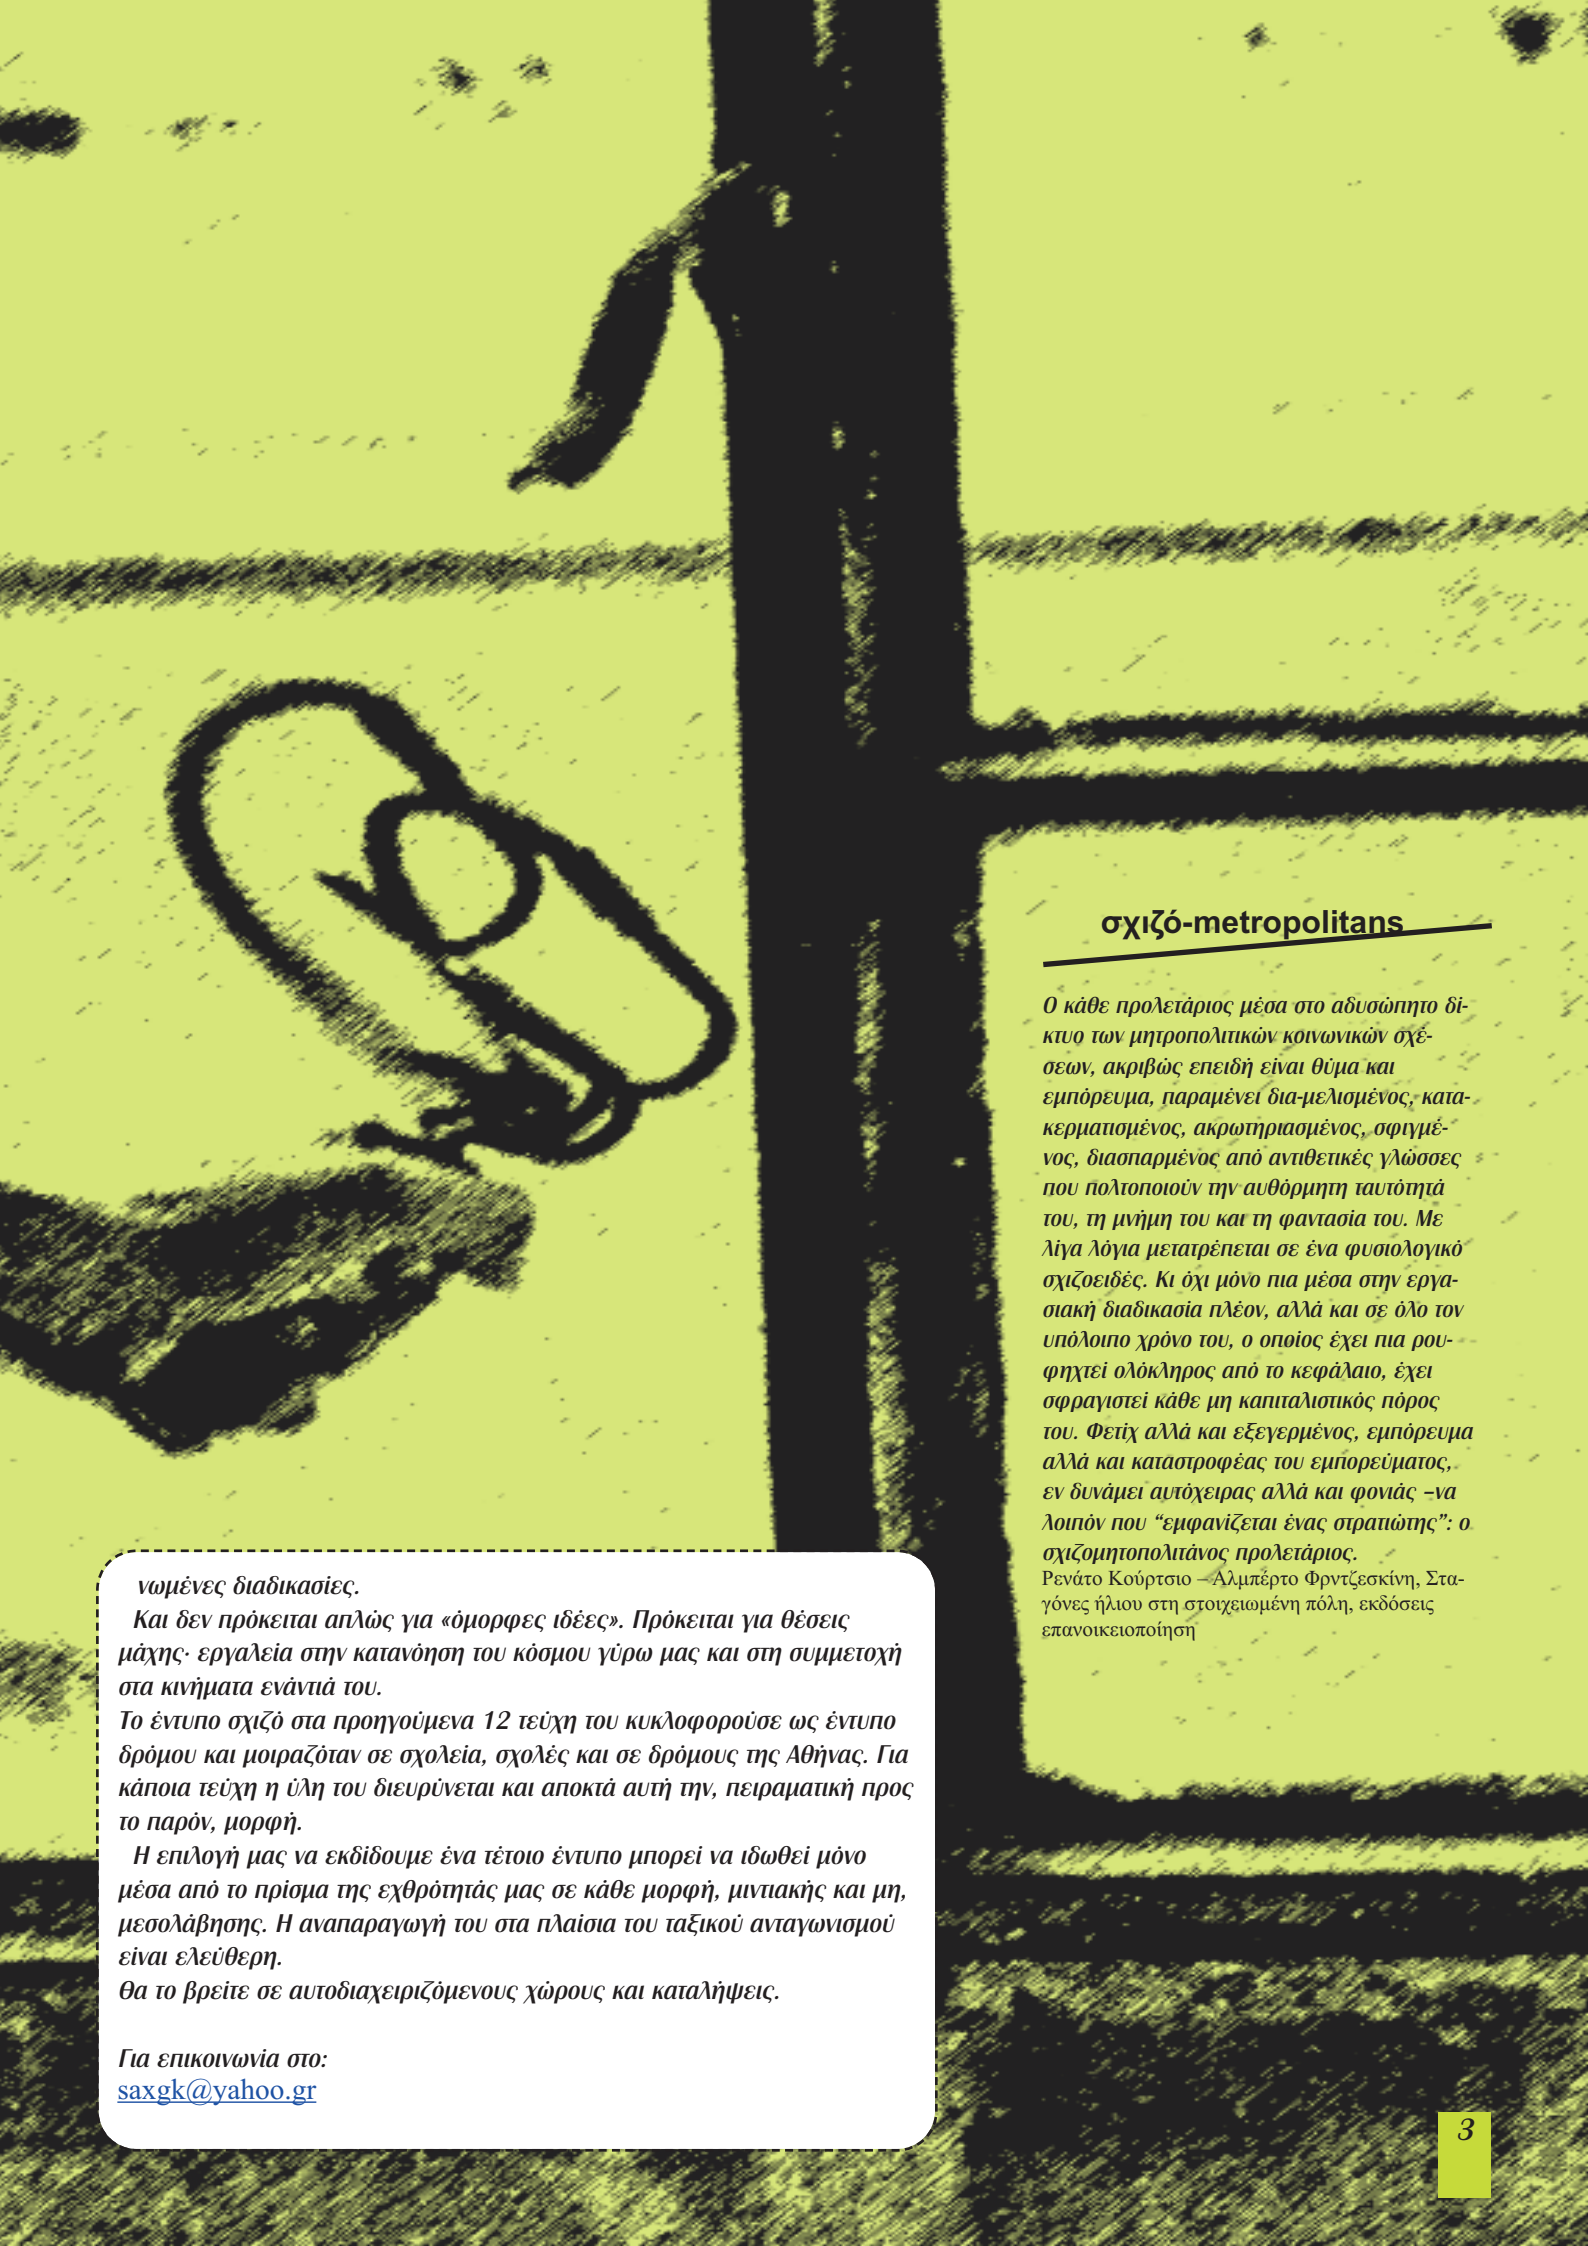 σχιζό-metropolitans
Ο κάθε προλετάριος μέσα στο αδυσώπητο δί-
κτυο των μητροπολιτικών κοινωνικών σχέ-
σεων, ακριβώς επειδή είναι θύμα και
εμπόρευμα, παραμένει δια-μελισμένος, κατα-
κερματισμένος, ακρωτηριασμένος, σφιγμέ-
νος, διασπαρμένος από αντιθετικές γλώσσες
που πολτοποιούν την αυθόρμητη ταυτότητά
του, τη μνήμη του και τη φαντασία του. Με
λίγα λόγια μετατρέπεται σε ένα φυσιολογικό
σχιζοειδές. Κι όχι μόνο πια μέσα στην εργα-
σιακή διαδικασία πλέον, αλλά και σε όλο τον
υπόλοιπο χρόνο του, ο οποίος έχει πια ρου-
φηχτεί ολόκληρος από το κεφάλαιο, έχει
σφραγιστεί κάθε μη καπιταλιστικός πόρος
του. Φετίχ αλλά και εξεγερμένος, εμπόρευμα
αλλά και καταστροφέας του εμπορεύματος,
εν δυνάμει αυτόχειρας αλλά και φονιάς –να
λοιπόν που “εμφανίζεται ένας στρατιώτης”: ο
σχιζομητοπολιτάνος προλετάριος.
Ρενάτο Κούρτσιο – Αλμπέρτο Φρντζεσκίνη, Στα-
γόνες ήλιου στη στοιχειωμένη πόλη, εκδόσεις
επανοικειοποίηση
νωμένες διαδικασίες.
Και δεν πρόκειται απλώς για «όμορφες ιδέες». Πρόκειται για θέσεις
μάχης· εργαλεία στην κατανόηση του κόσμου γύρω μας και στη συμμετοχή
στα κινήματα ενάντιά του.
Το έντυπο σχιζό στα προηγούμενα 12 τεύχη του κυκλοφορούσε ως έντυπο
δρόμου και μοιραζόταν σε σχολεία, σχολές και σε δρόμους της Αθήνας. Για
κάποια τεύχη η ύλη του διευρύνεται και αποκτά αυτή την, πειραματική προς
το παρόν, μορφή.
Η επιλογή μας να εκδίδουμε ένα τέτοιο έντυπο μπορεί να ιδωθεί μόνο
μέσα από το πρίσμα της εχθρότητάς μας σε κάθε μορφή, μιντιακής και μη,
μεσολάβησης. Η αναπαραγωγή του στα πλαίσια του ταξικού ανταγωνισμού
είναι ελεύθερη.
Θα το βρείτε σε αυτοδιαχειριζόμενους χώρους και καταλήψεις.
Για επικοινωνία στο:
saxgk@yahoo.gr
3